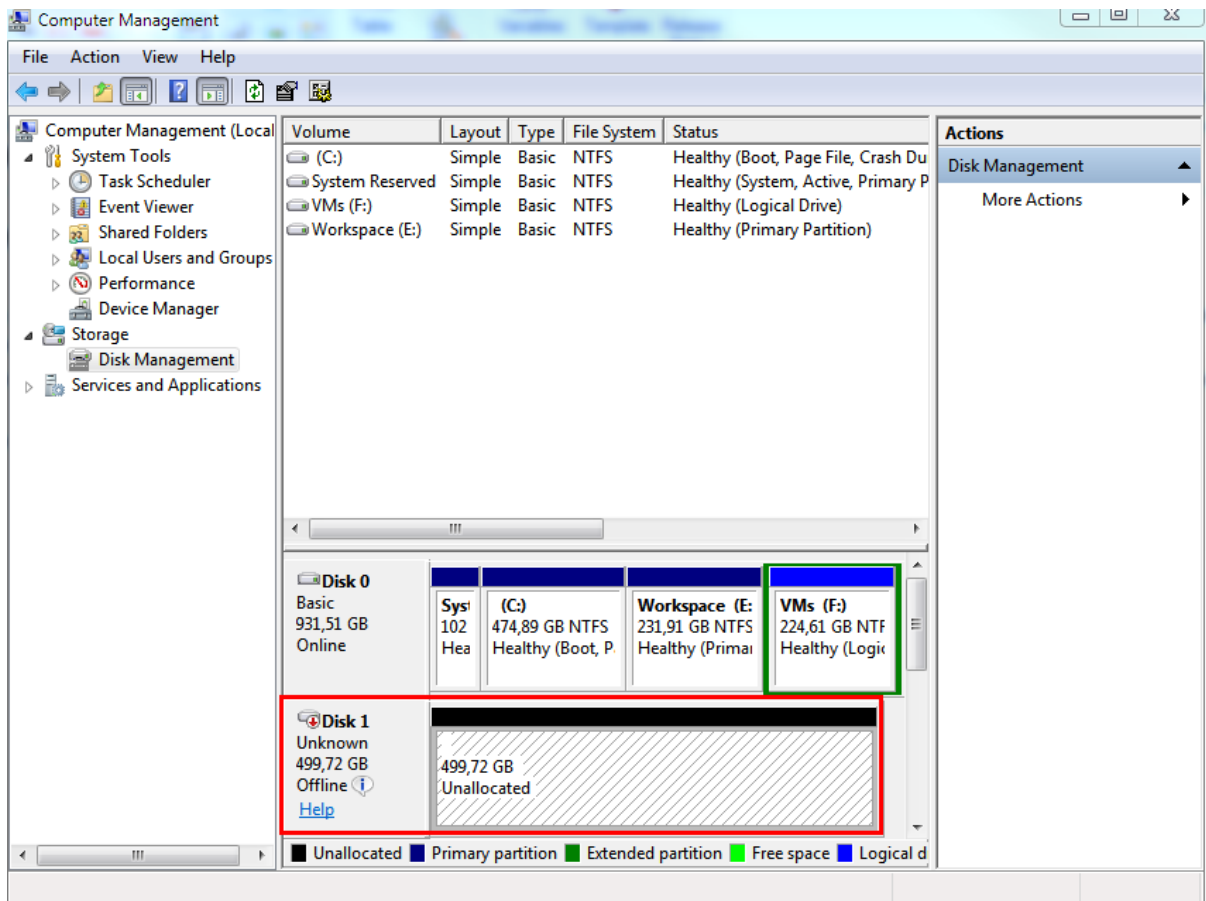 Computer Management
File Action View Help
Computer Management (Local
System Tools
Task Scheduler
Event Viewer
Shared Folders
Local Users and Groups
Performance
Device Manager
Storage
Disk Management
Services and Applications
Volume Layout Type File System Status
(C:) Simple Basic NTFS Healthy (Boot, Page File, Crash Du
System Reserved Simple Basic NTFS Healthy (System, Active, Primary P
VMs (F:) Simple Basic NTFS Healthy (Logical Drive)
Workspace (E:) Simple Basic NTFS Healthy (Primary Partition)
Disk 0
Basic
931,51 GB
Online
Syst
102
Hea
(C:)
474,89 GB NTFS
Healthy (Boot, P
Workspace (E:
231,91 GB NTFS
Healthy (Primar
VMs (F:)
224,61 GB NTF
Healthy (Logic
Disk 1
Unknown
499,72 GB
Offline
Help
499,72 GB
Unallocated
Unallocated Primary partition Extended partition Free space Logical d
Actions
Disk Management
More Actions